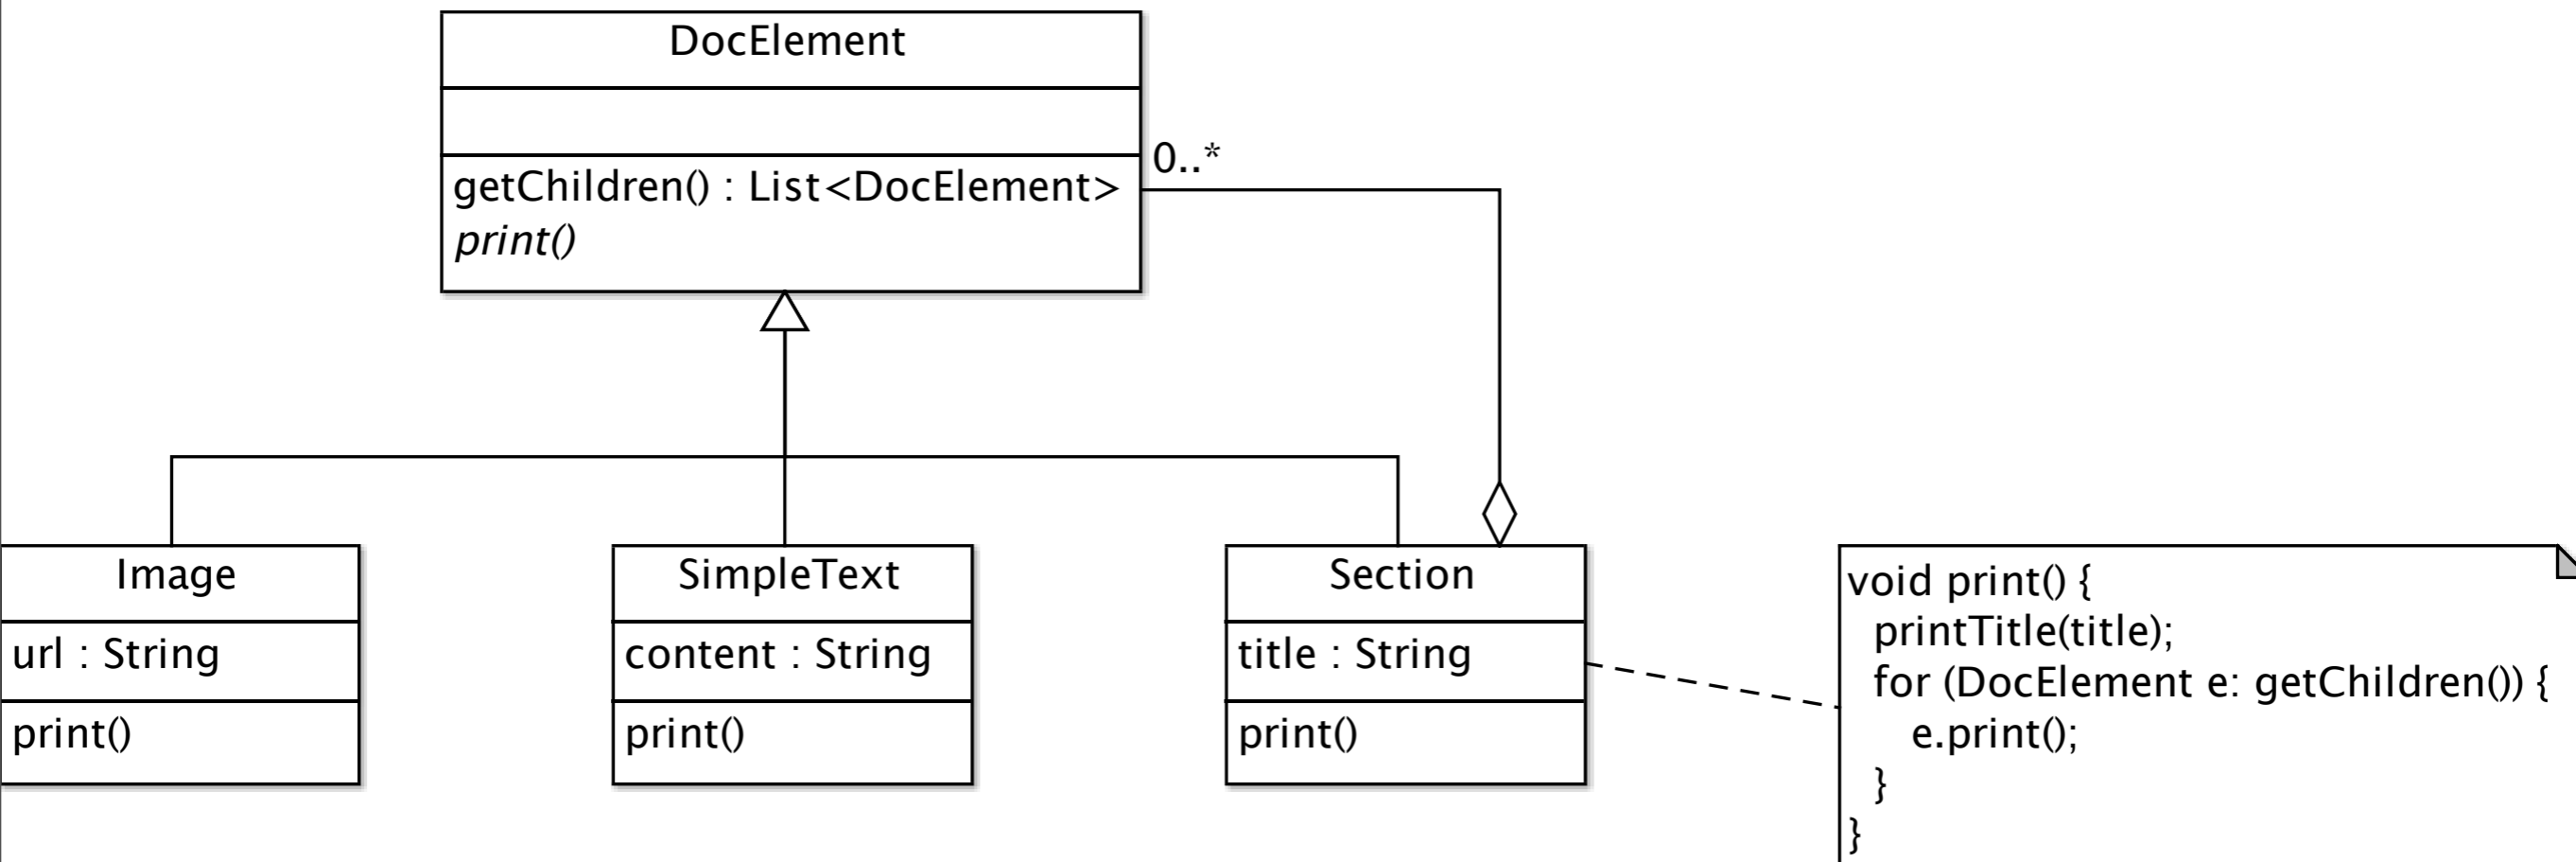 DocElement
getChildren() : List<DocElement>
print()
0..*
Image
url : String
print()
SimpleText
content : String
print()
Section
title : String
print()
void print() {
printTitle(title);
for (DocElement e: getChildren()) {
e.print();
}
}